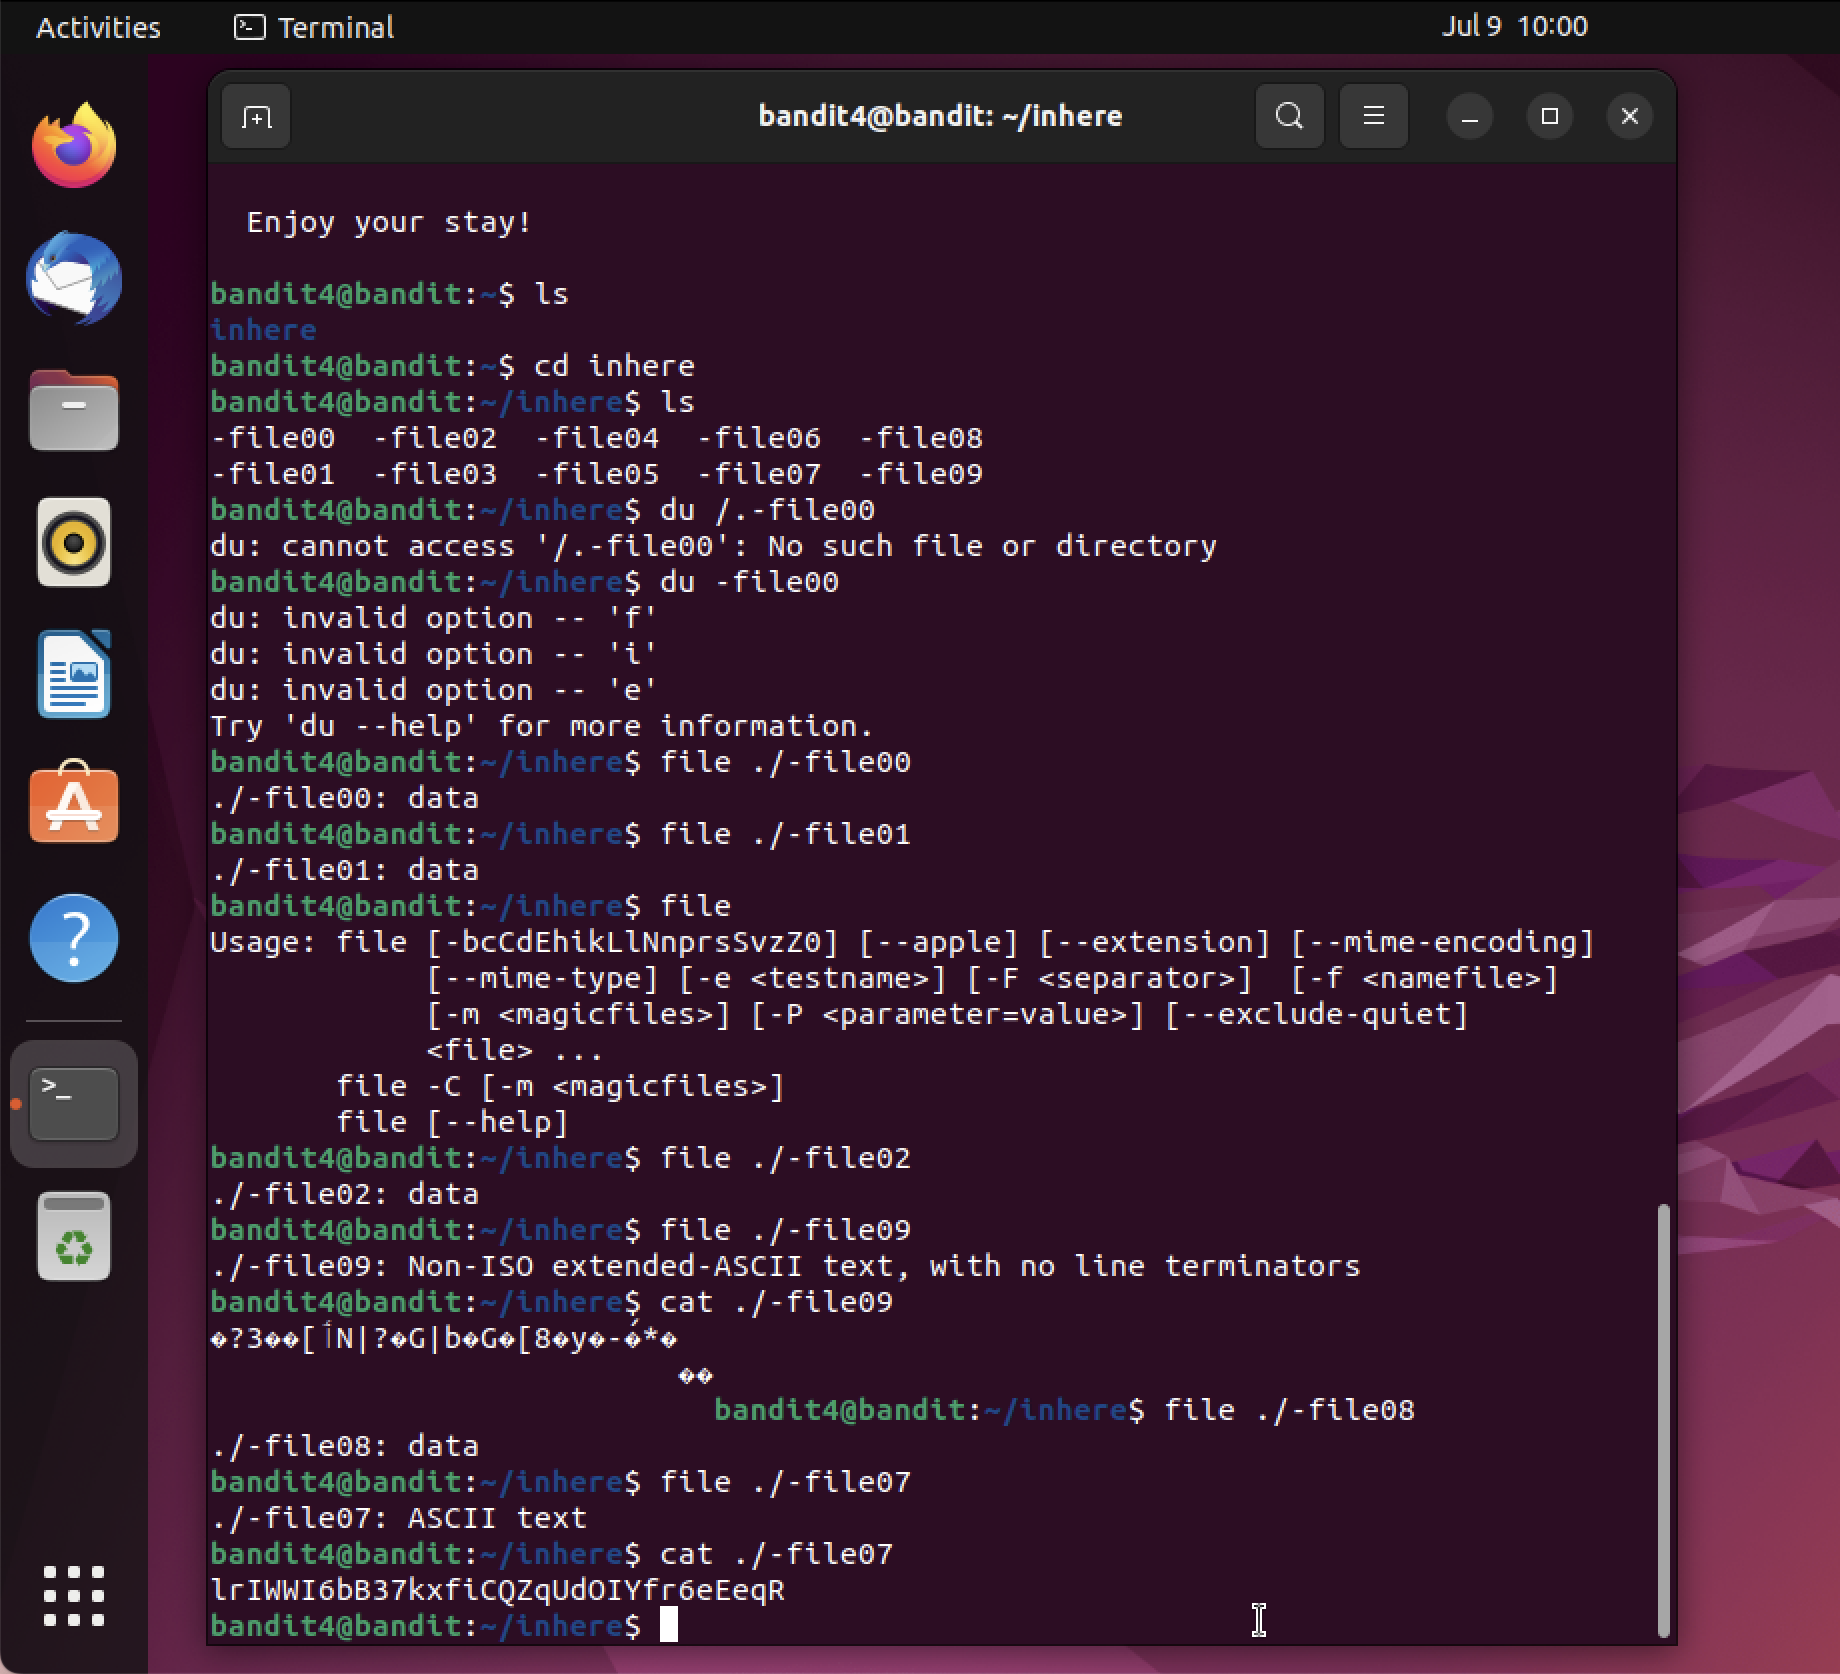 Activities
Terminal
Jul 9 10:00
bandit4@bandit: ~/inhere
Enjoy your stay!
bandit4@bandit:~$ ls
inhere
bandit4@bandit:~$ cd inhere
bandit4@bandit:~/inhere$ ls
-file00  -file02  -file04  -file06  -file08
-file01  -file03  -file05  -file07  -file09
bandit4@bandit:~/inhere$ du /.-file00
du: cannot access '/.-file00': No such file or directory
bandit4@bandit:~/inhere$ du -file00
du: invalid option -- 'f'
du: invalid option -- 'i'
du: invalid option -- 'e'
Try 'du --help' for more information.
bandit4@bandit:~/inhere$ file ./-file00
./-file00: data
bandit4@bandit:~/inhere$ file ./-file01
./-file01: data
bandit4@bandit:~/inhere$ file
Usage: file [-bcCdEhikLlNnprsSvzZ0] [--apple] [--extension] [--mime-encoding]
            [--mime-type] [-e <testname>] [-F <separator>]  [-f <namefile>]
            [-m <magicfiles>] [-P <parameter=value>] [--exclude-quiet]
            <file> ...
       file -C [-m <magicfiles>]
       file [--help]
bandit4@bandit:~/inhere$ file ./-file02
./-file02: data
bandit4@bandit:~/inhere$ file ./-file09
./-file09: Non-ISO extended-ASCII text, with no line terminators
bandit4@bandit:~/inhere$ cat ./-file09
bandit4@bandit:~/inhere$ file ./-file08
./-file08: data
bandit4@bandit:~/inhere$ file ./-file07
./-file07: ASCII text
bandit4@bandit:~/inhere$ cat ./-file07
lrIWWI6bB37kxfiCQZqUdOIYfr6eEeqR
bandit4@bandit:~/inhere$